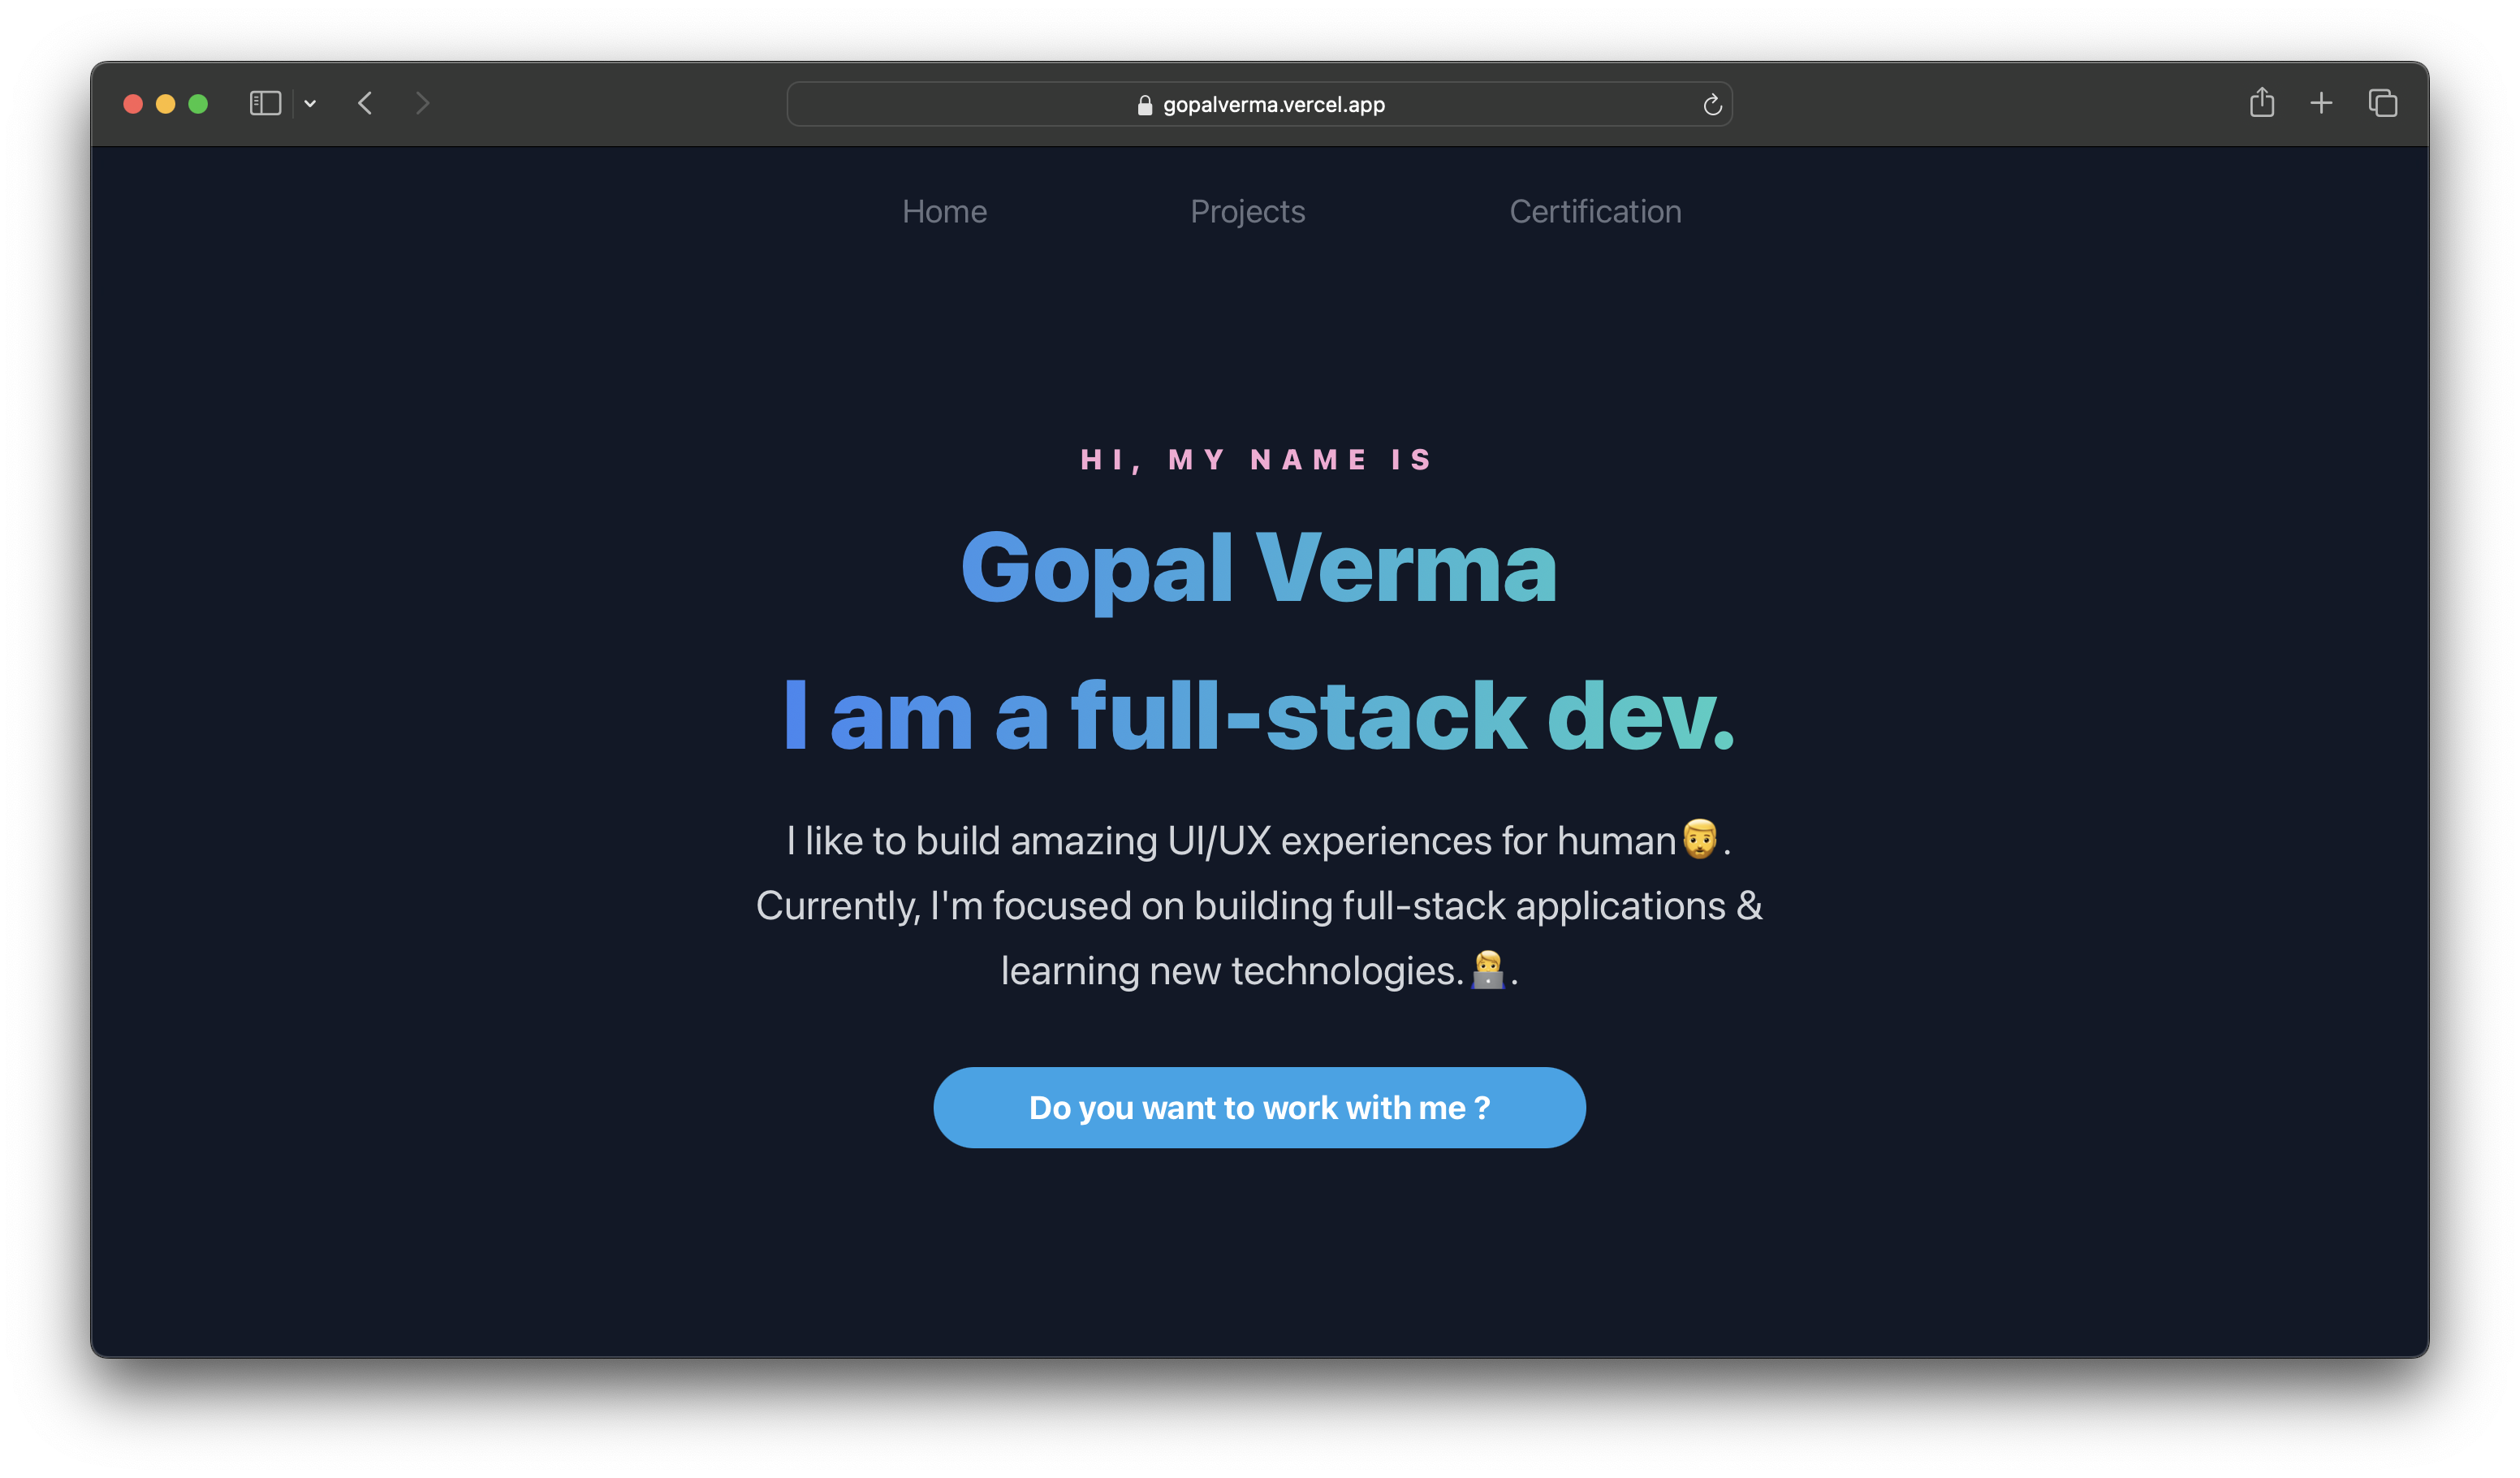 gopalverma.vercel.app
Home Projects Certification
HI, MY NAME IS
Gopal Verma
I am a full-stack dev.
I like to build amazing UI/UX experiences for human🧔‍♂️.
Currently, I'm focused on building full-stack applications &
learning new technologies.👨‍💻.
Do you want to work with me ?